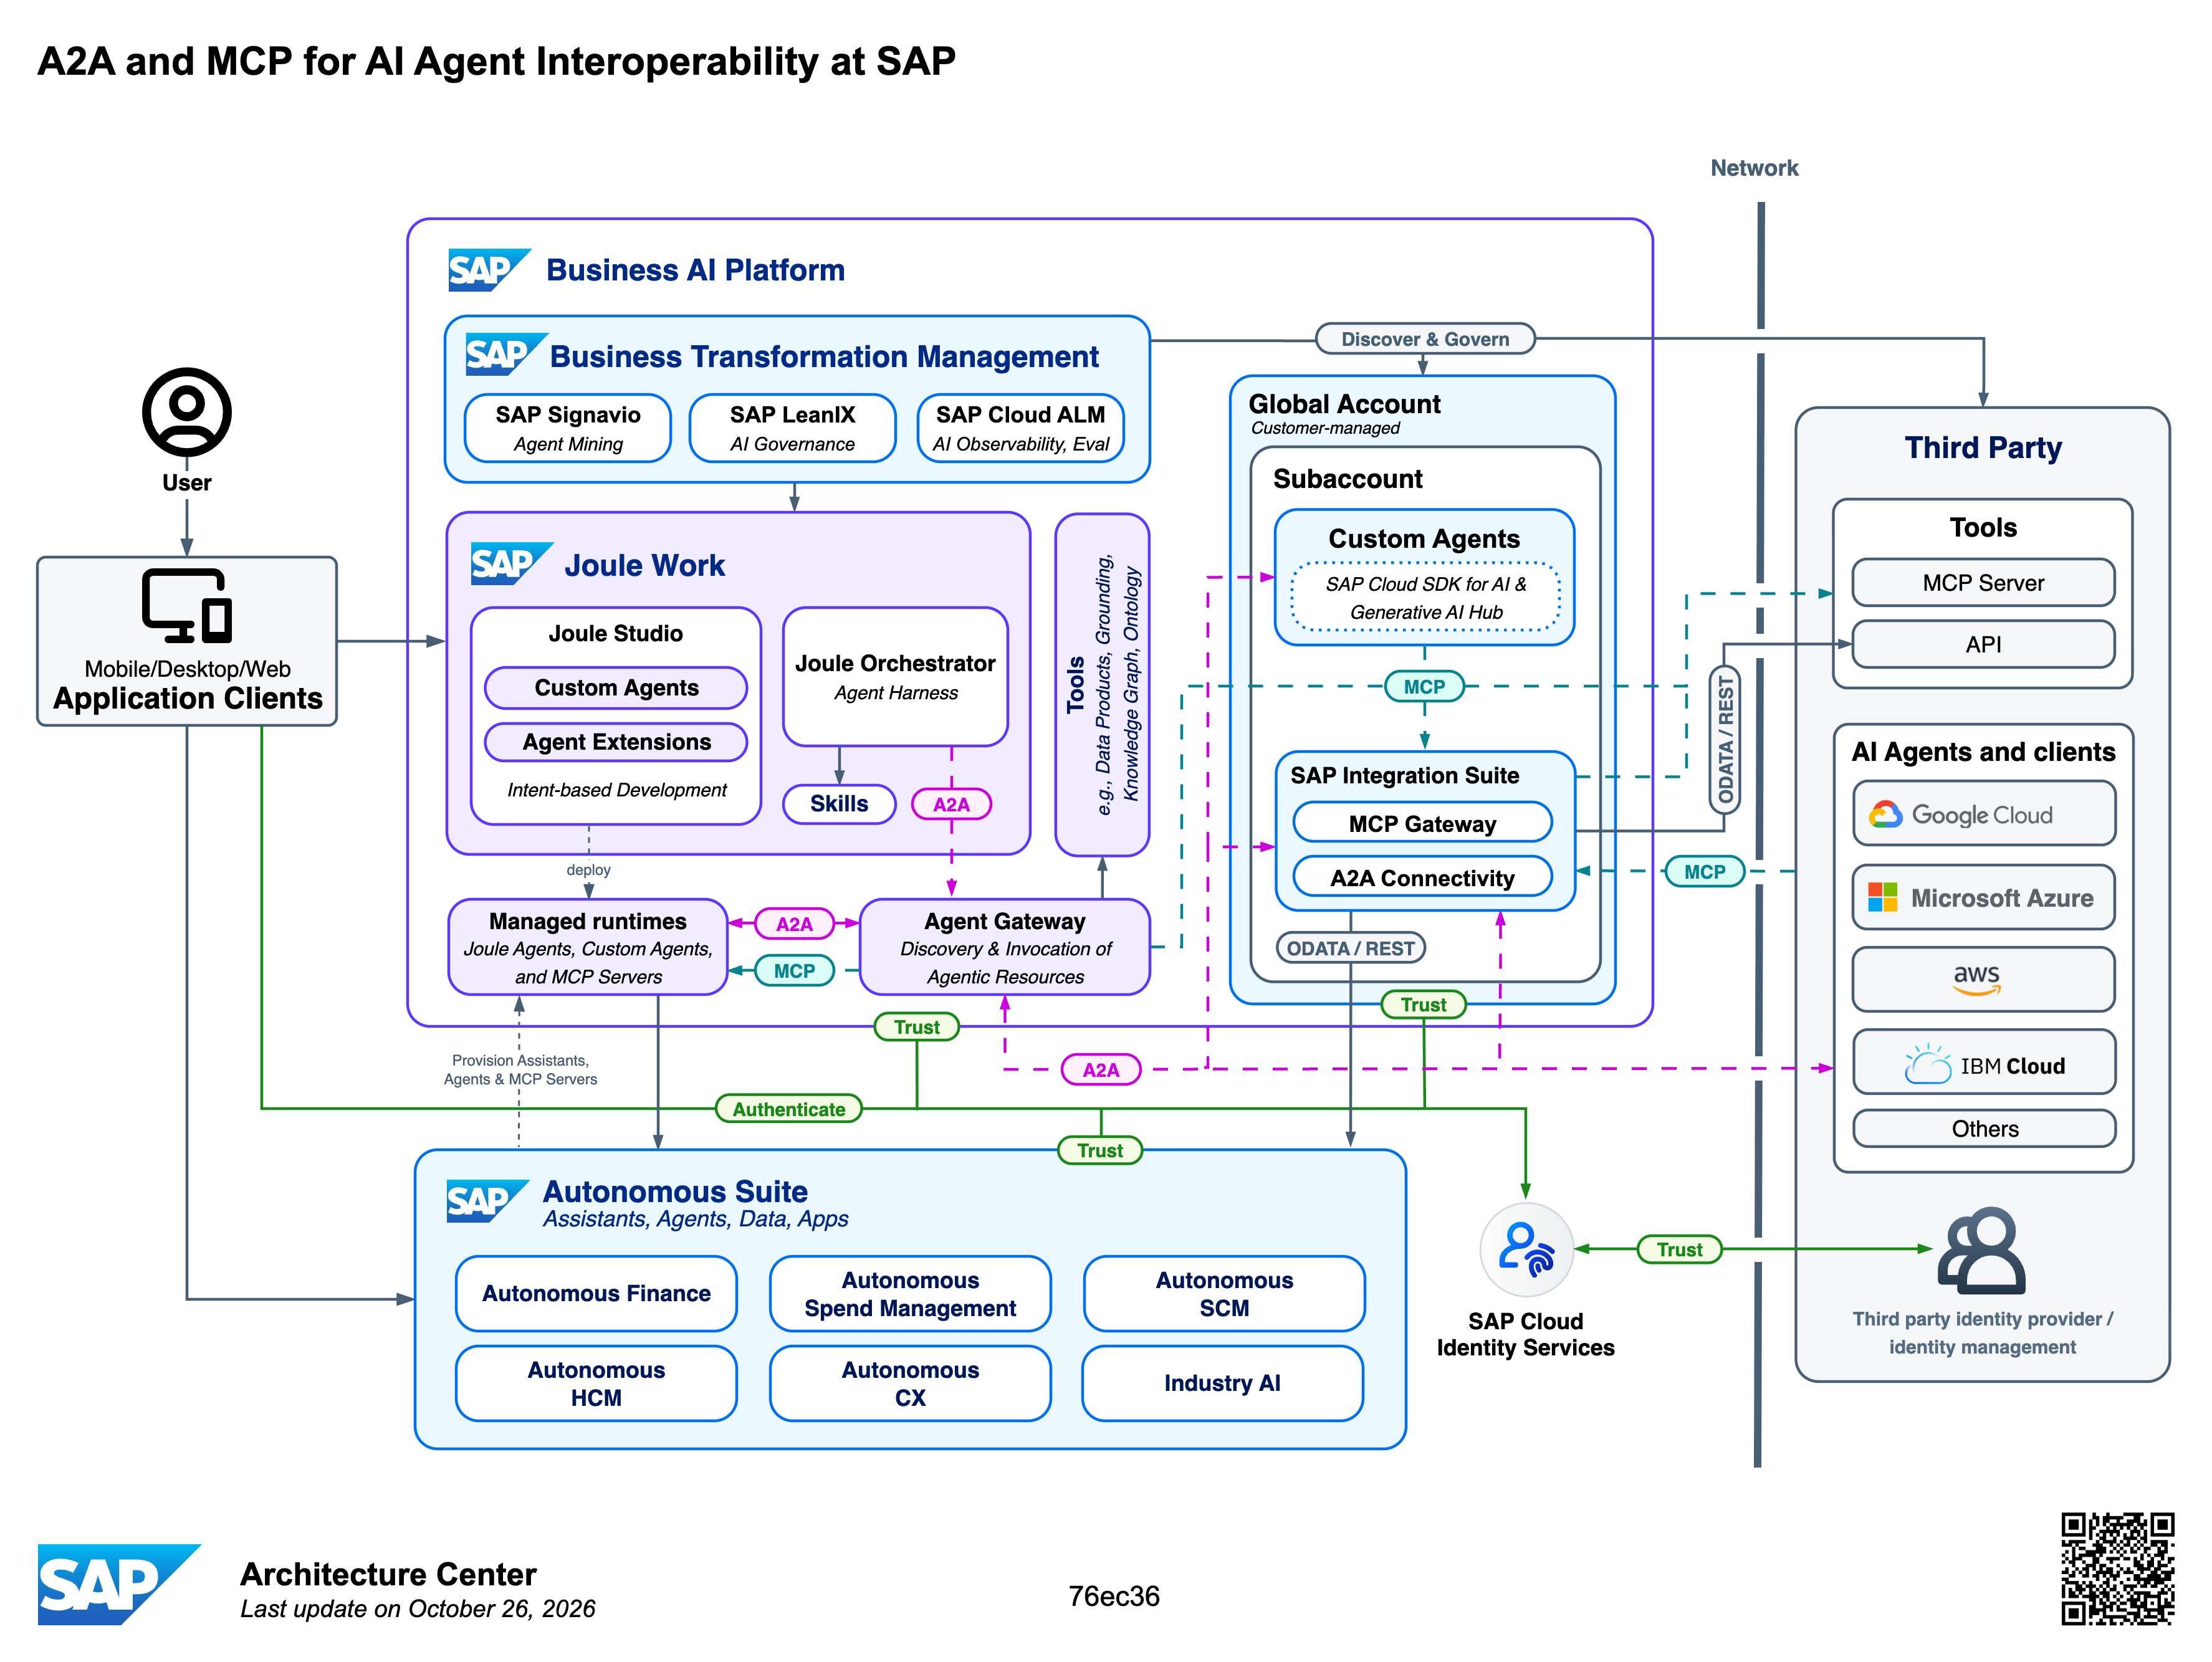 A2A and MCP for AI Agent Interoperability at SAP
Network
SAP Business AI Platform
SAP Business Transformation Management
SAP Signavio
Agent Mining
SAP LeanIX
AI Governance
SAP Cloud ALM
AI Observability, Eval
Discover & Govern
User
Mobile/Desktop/Web
Application Clients
SAP Joule Work
Joule Studio
Custom Agents
Agent Extensions
Intent-based Development
Joule Orchestrator
Agent Harness
Skills
A2A
Tools
e.g., Data Products, Grounding,
Knowledge Graph, Ontology
deploy
Managed runtimes
Joule Agents, Custom Agents,
and MCP Servers
A2A
MCP
Agent Gateway
Discovery & Invocation of
Agentic Resources
Global Account
Customer-managed
Subaccount
Custom Agents
SAP Cloud SDK for AI &
Generative AI Hub
MCP
SAP Integration Suite
MCP Gateway
A2A Connectivity
ODATA / REST
Trust
Trust
ODATA / REST
MCP
Third Party
Tools
MCP Server
API
AI Agents and clients
Google Cloud
Microsoft Azure
aws
IBM Cloud
Others
Provision Assistants,
Agents & MCP Servers
A2A
Authenticate
Trust
SAP Autonomous Suite
Assistants, Agents, Data, Apps
Autonomous Finance
Autonomous
Spend Management
Autonomous
SCM
Autonomous
HCM
Autonomous
CX
Industry AI
SAP Cloud
Identity Services
Trust
Third party identity provider /
identity management
SAP
Architecture Center
Last update on October 26, 2026
76ec36